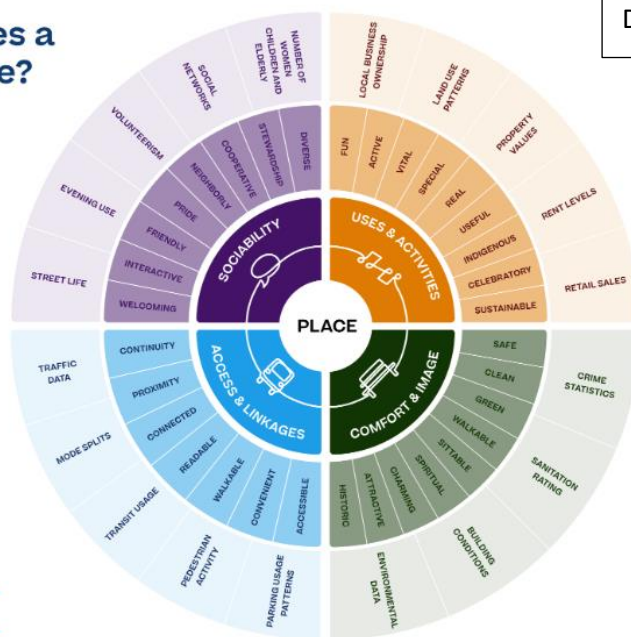 es a
e?
D
PLACE
SOCIABILITY
USES & ACTIVITIES
ACCESS & LINKAGES
COMFORT & IMAGE
WELCOMING
INTERACTIVE
FRIENDLY
PRIDE
NEIGHBORLY
COOPERATIVE
STEWARDSHIP
DIVERSE
FUN
ACTIVE
VITAL
SPECIAL
REAL
USEFUL
INDIGENOUS
CELEBRATORY
SUSTAINABLE
SAFE
CLEAN
GREEN
WALKABLE
SITTABLE
SPIRITUAL
CHARMING
ATTRACTIVE
HISTORIC
ACCESSIBLE
CONVENIENT
WALKABLE
READABLE
CONNECTED
PROXIMITY
CONTINUITY
STREET LIFE
EVENING USE
VOLUNTEERISM
SOCIAL
NETWORKS
NUMBER OF
WOMEN
CHILDREN AND
ELDERLY
LOCAL BUSINESS
OWNERSHIP
LAND USE
PATTERNS
PROPERTY
VALUES
RENT LEVELS
RETAIL SALES
CRIME
STATISTICS
SANITATION
RATING
BUILDING
CONDITIONS
ENVIRONMENTAL
DATA
PARKING USAGE
PATTERNS
PEDESTRIAN
ACTIVITY
TRANSIT USAGE
MODE SPLITS
TRAFFIC
DATA